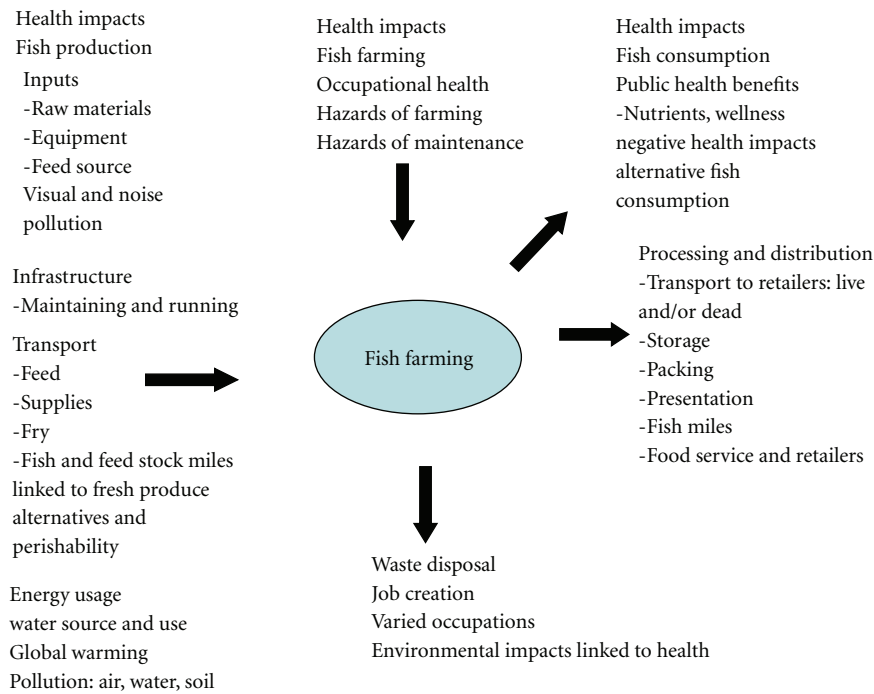 Health impacts
Fish production
Inputs
-Raw materials
-Equipment
-Feed source
Visual and noise
pollution
Infrastructure
-Maintaining and running
Transport
-Feed
-Supplies
-Fry
-Fish and feed stock miles
linked to fresh produce
alternatives and
perishability
Energy usage
water source and use
Global warming
Pollution: air, water, soil
Health impacts
Fish farming
Occupational health
Hazards of farming
Hazards of maintenance
Fish farming
Waste disposal
Job creation
Varied occupations
Environmental impacts linked to health
Health impacts
Fish consumption
Public health benefits
-Nutrients, wellness
negative health impacts
alternative fish
consumption
Processing and distribution
-Transport to retailers: live
and/or dead
-Storage
-Packing
-Presentation
-Fish miles
-Food service and retailers